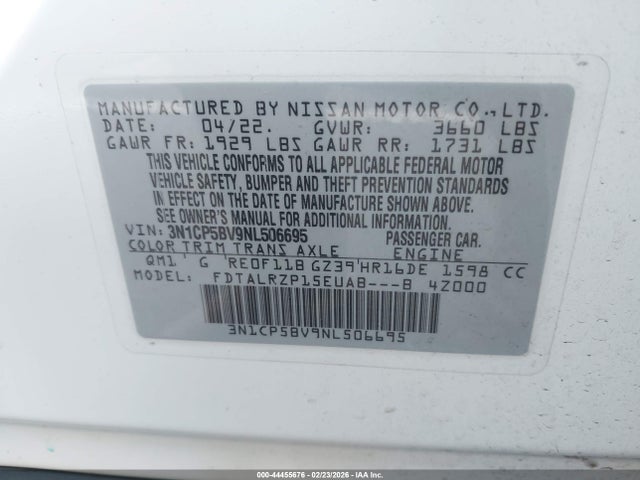 MANUFACTURED BY NISSAN MOTOR CO., LTD.
DATE: 04/22. GVWR: 3660 LBS
GAWR FR: 1929 LBS GAWR RR: 1731 LBS
THIS VEHICLE CONFORMS TO ALL APPLICABLE FEDERAL MOTOR
VEHICLE SAFETY, BUMPER AND THEFT PREVENTION STANDARDS
IN EFFECT ON THE DATE OF MANUFACTURE SHOWN ABOVE.
SEE OWNER'S MANUAL FOR ADDITIONAL INFORMATION.
VIN: 3N1CP5BV9NL506695 PASSENGER CAR.
COLOR TRIM TRANS AXLE ENGINE
QM1 ' G ' RE0F11B GZ39 'HR16DE 1598 CC
MODEL: FDTALRZP15EUAB---B 4Z000
3N1CP5BV9NL506695
000-44455676 | 02/23/2026 - IAA, Inc. Copyright